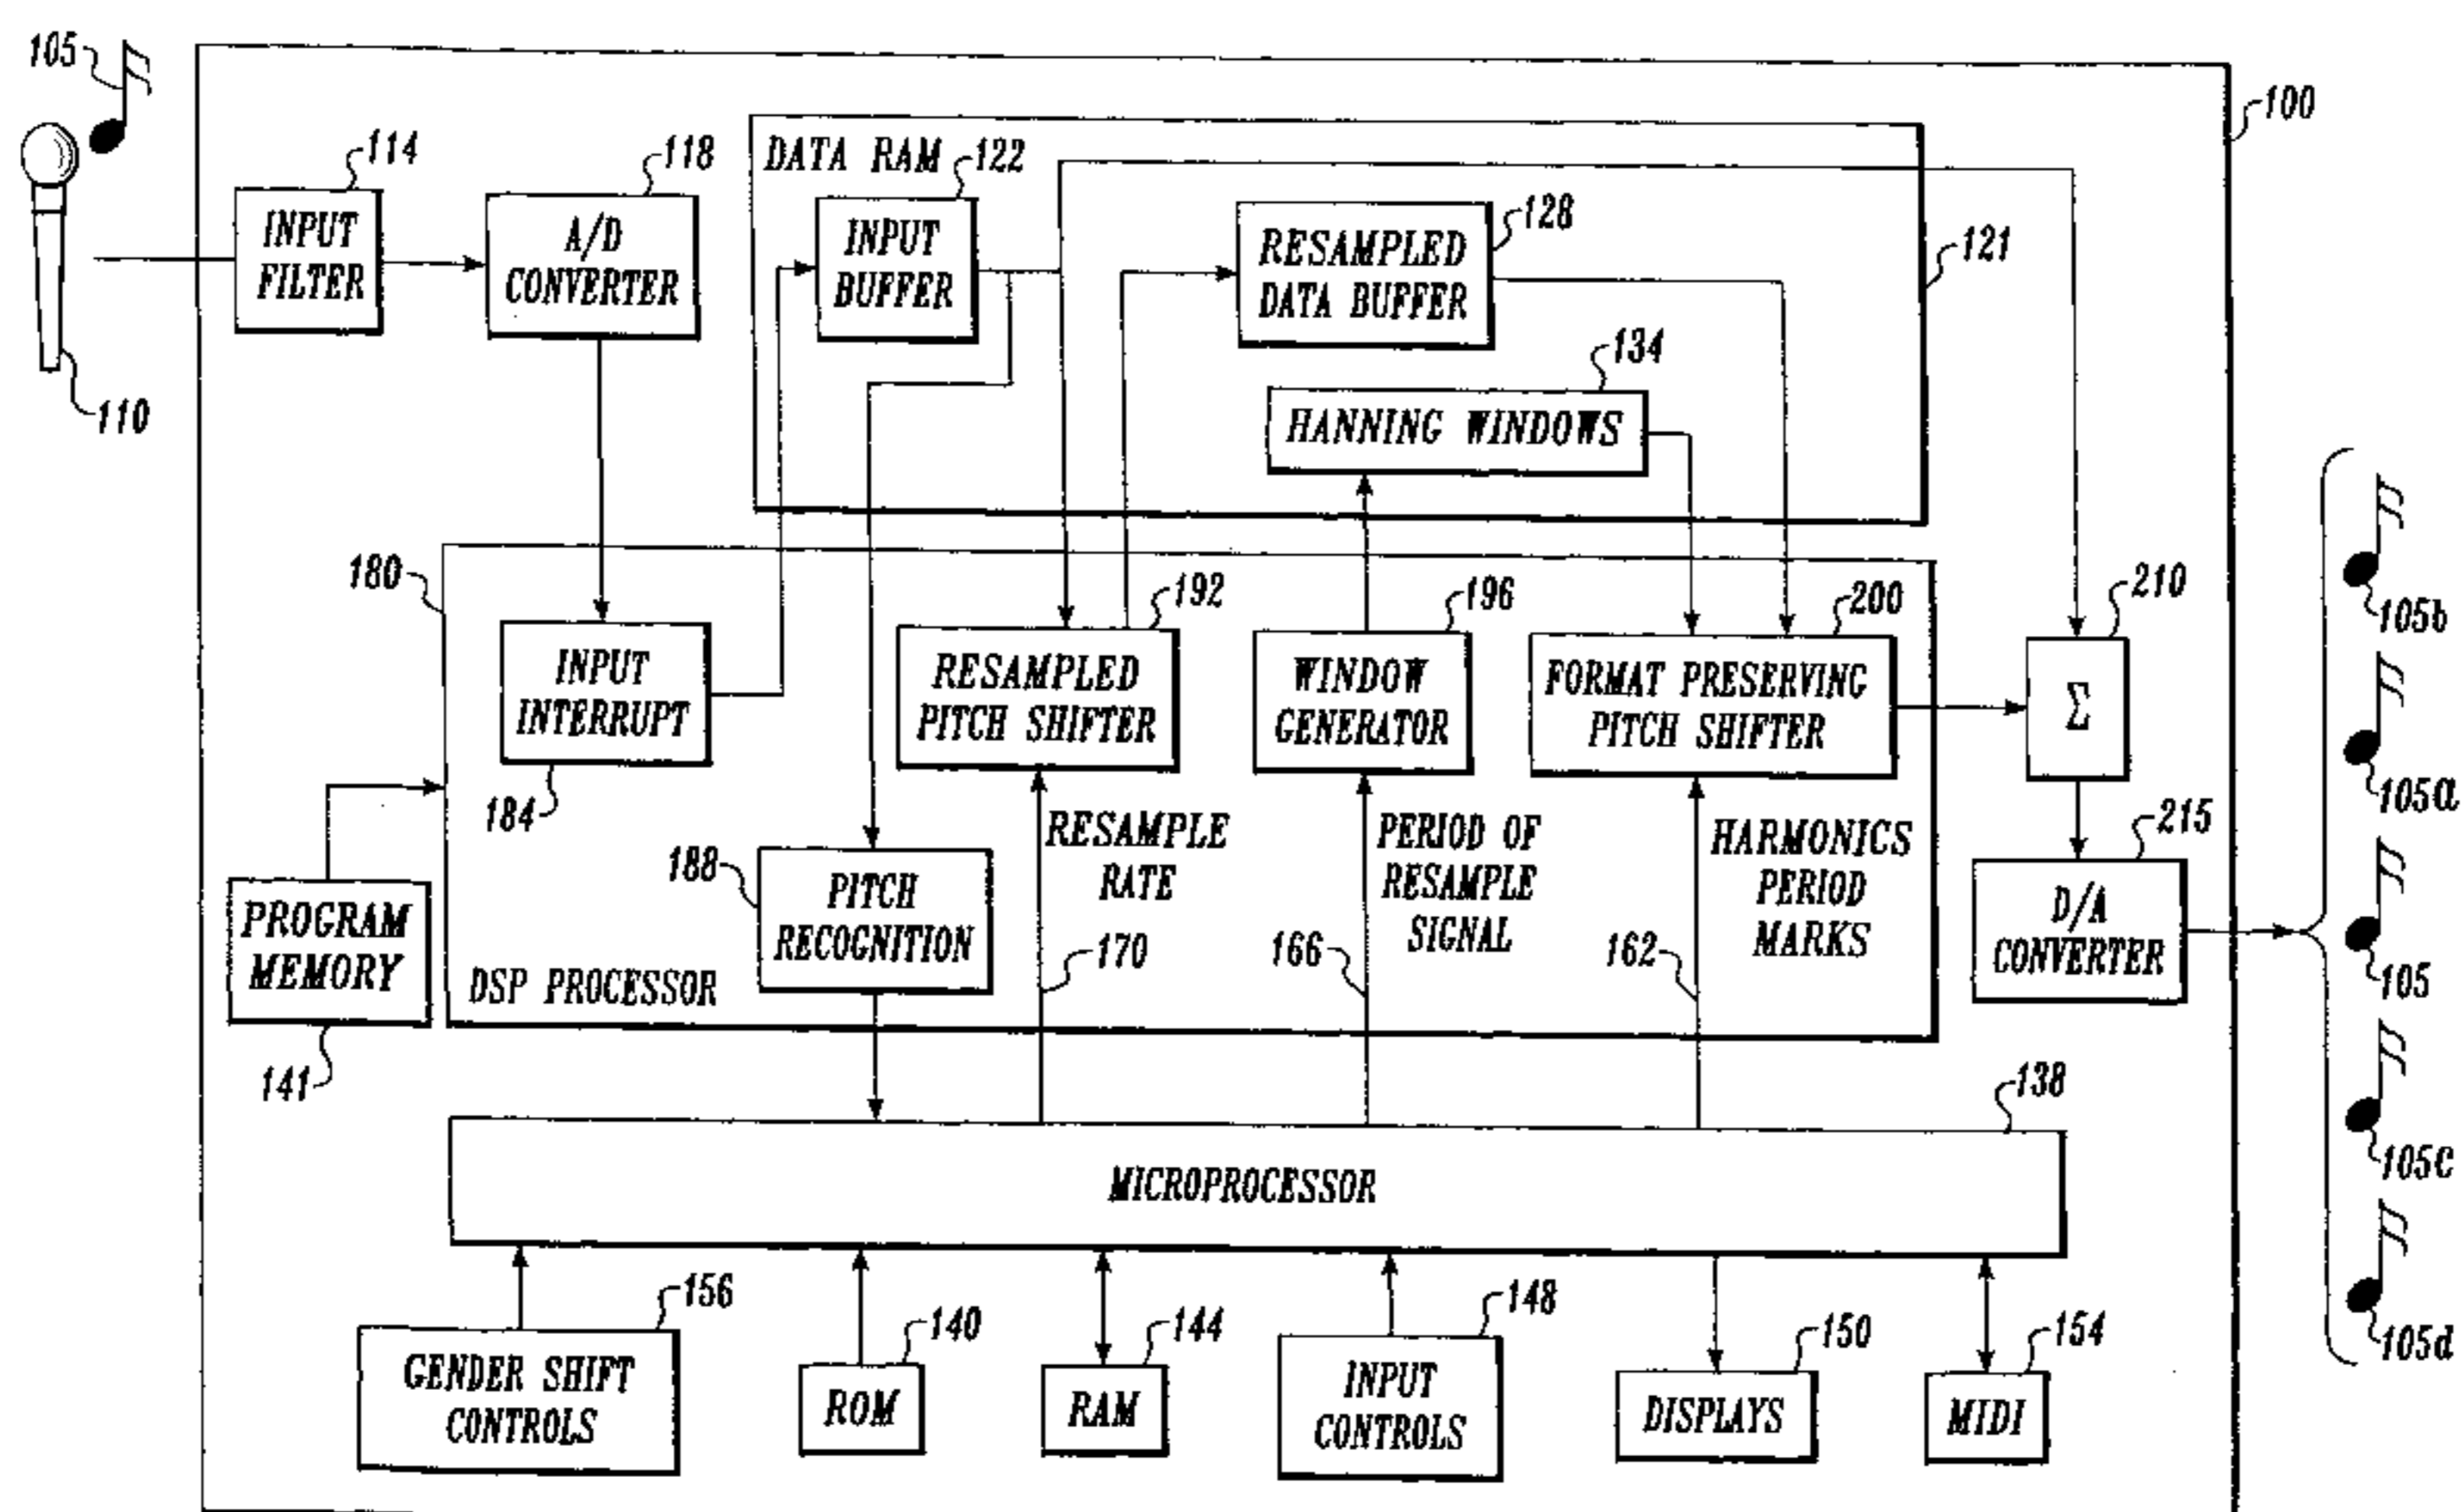 105
100
114
118
DATA RAM
122
INPUT
FILTER
A/D
CONVERTER
INPUT
BUFFER
128
RESAMPLED
DATA BUFFER
121
110
134
HANNING WINDOWS
180
192
196
200
210
105b
INPUT
INTERRUPT
184
RESAMPLED
PITCH SHIFTER
WINDOW
GENERATOR
FORMAT PRESERVING
PITCH SHIFTER
Σ
105a
188
PITCH
RECOGNITION
RESAMPLE
RATE
170
PERIOD OF
RESAMPLE
SIGNAL
166
HARMONICS
PERIOD
MARKS
162
215
D/A
CONVERTER
105
PROGRAM
MEMORY
141
DSP PROCESSOR
138
MICROPROCESSOR
105c
156
GENDER SHIFT
CONTROLS
140
ROM
144
RAM
148
INPUT
CONTROLS
150
DISPLAYS
154
MIDI
105d